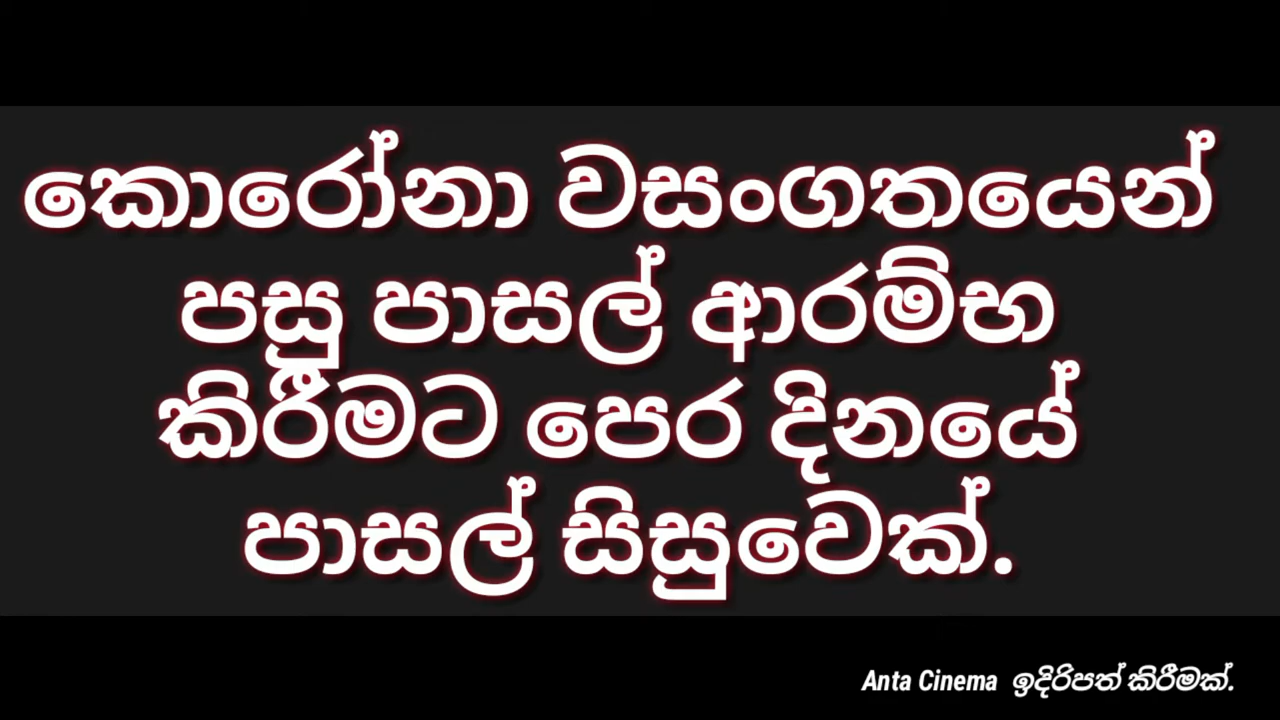 කොරෝනා වසංගතයෙන්
පසූ පාසල් ආරම්භ
කිරීමට පෙර දිනයේ
පාසල් සිසුවෙක්.
Anta Cinema ඉදිරිපත් කිරීමක්.